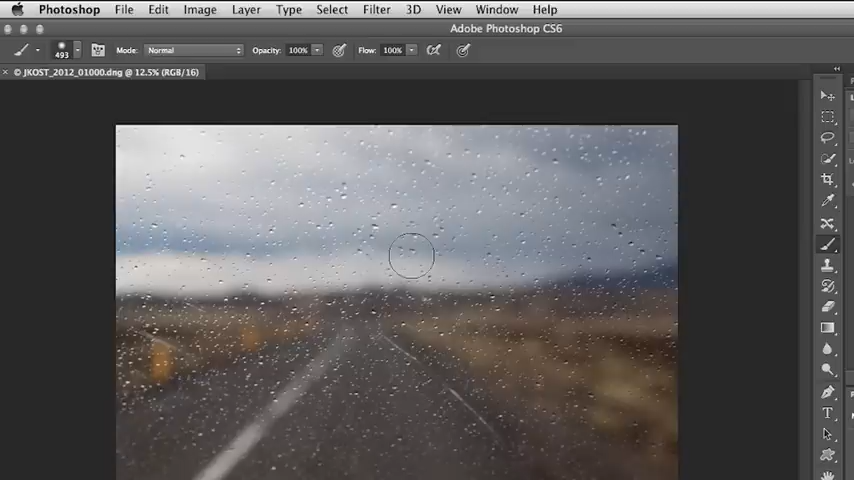 Photoshop File Edit Image Layer Type Select Filter 3D View Window Help
Adobe Photoshop CS6
493 Mode: Normal Opacity: 100% Flow: 100%
× © JKOST_2012_01000.dng @ 12.5% (RGB/16)
T